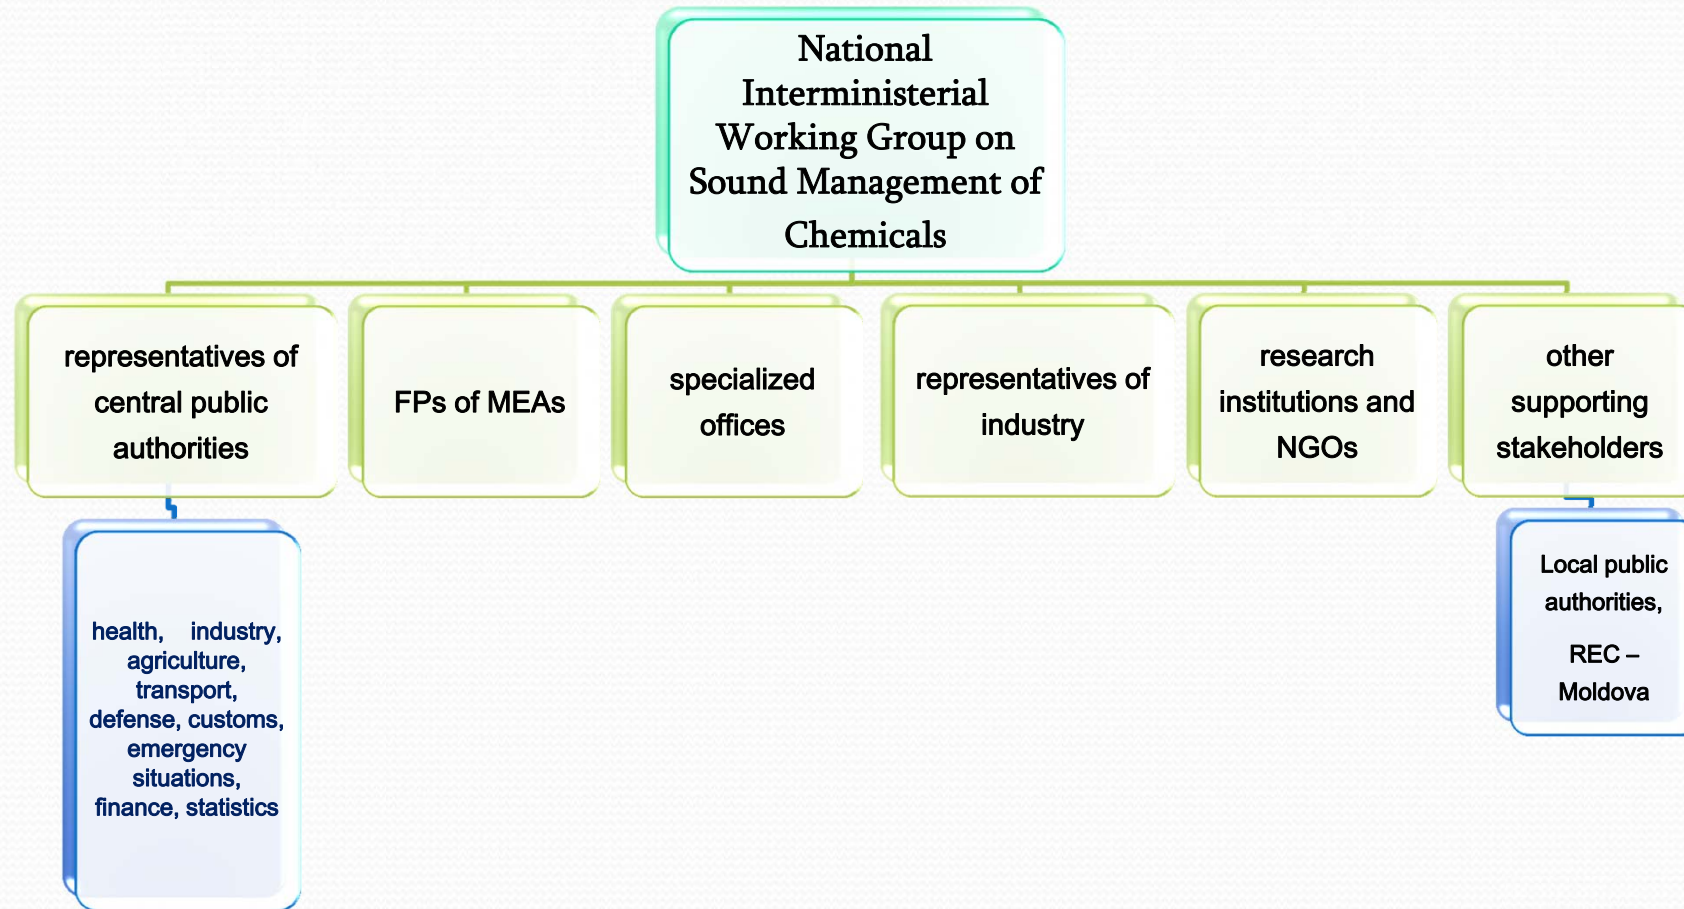 National
Interministerial
Working Group on
Sound Management of
Chemicals
representatives of
central public
authorities
FPs of MEAs
specialized
offices
representatives of
industry
research
institutions and
NGOs
other
supporting
stakeholders
health, industry,
agriculture,
transport,
defense, customs,
emergency
situations,
finance, statistics
Local public
authorities,
REC –
Moldova